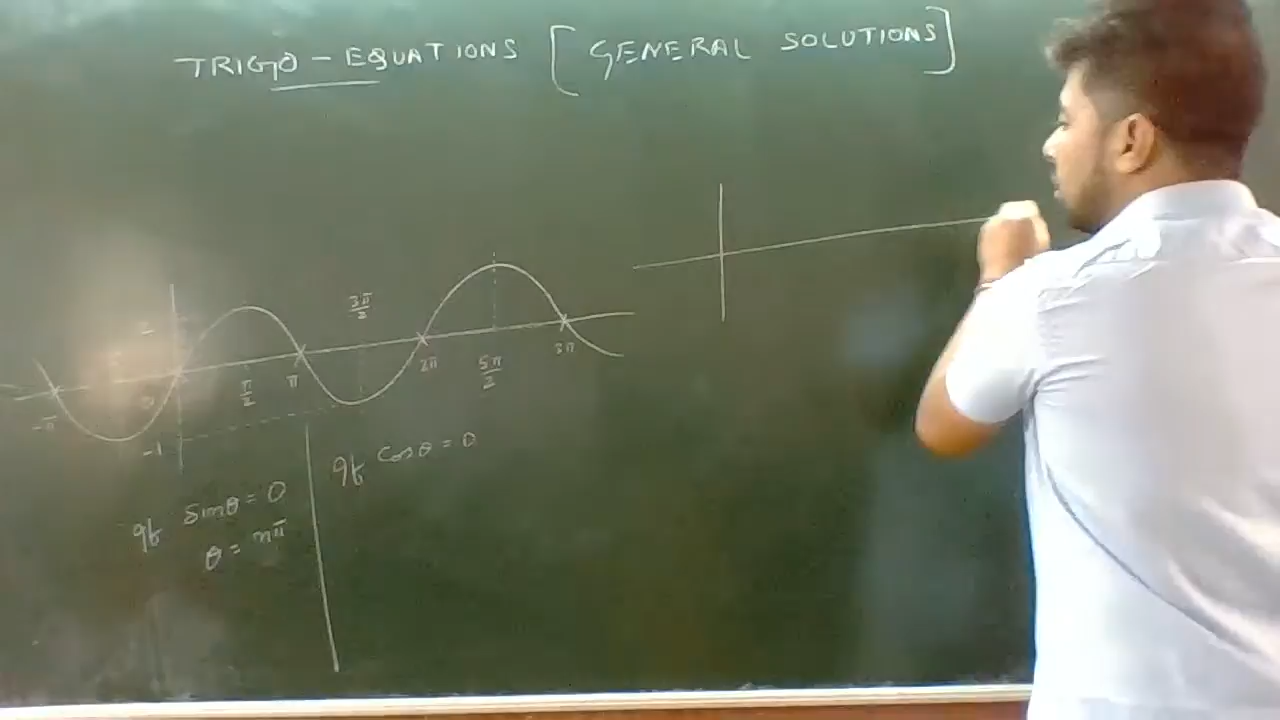 TRIGO - EQUATIONS [GENERAL SOLUTIONS]
3π/2
-π 0 π/2 π 2π 5π/2 3π
-1
If sinθ = 0
θ = nπ
If cosθ = 0